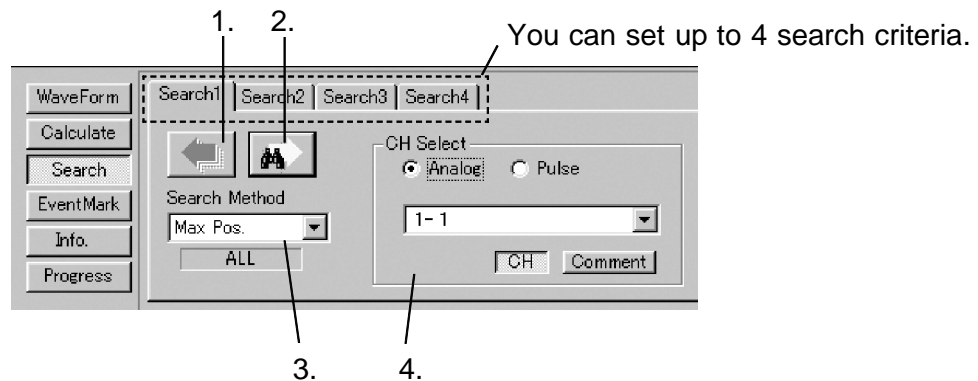 1.
2.
You can set up to 4 search criteria.
WaveForm
Calculate
Search
EventMark
Info.
Progress
Search1 Search2 Search3 Search4
Search Method
Max Pos.
ALL
CH Select
Analog Pulse
1- 1
CH Comment
3.
4.